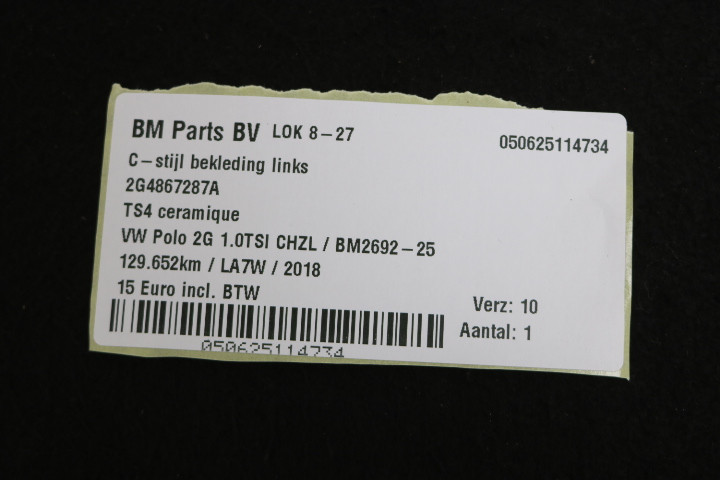 BM Parts BV LOK 8-27
050625114734
C-stijl bekleding links
2G4867287A
TS4 ceramique
VW Polo 2G 1.0TSI CHZL / BM2692-25
129.652km / LA7W / 2018
15 Euro incl. BTW
Verz: 10
Aantal: 1
050625114734